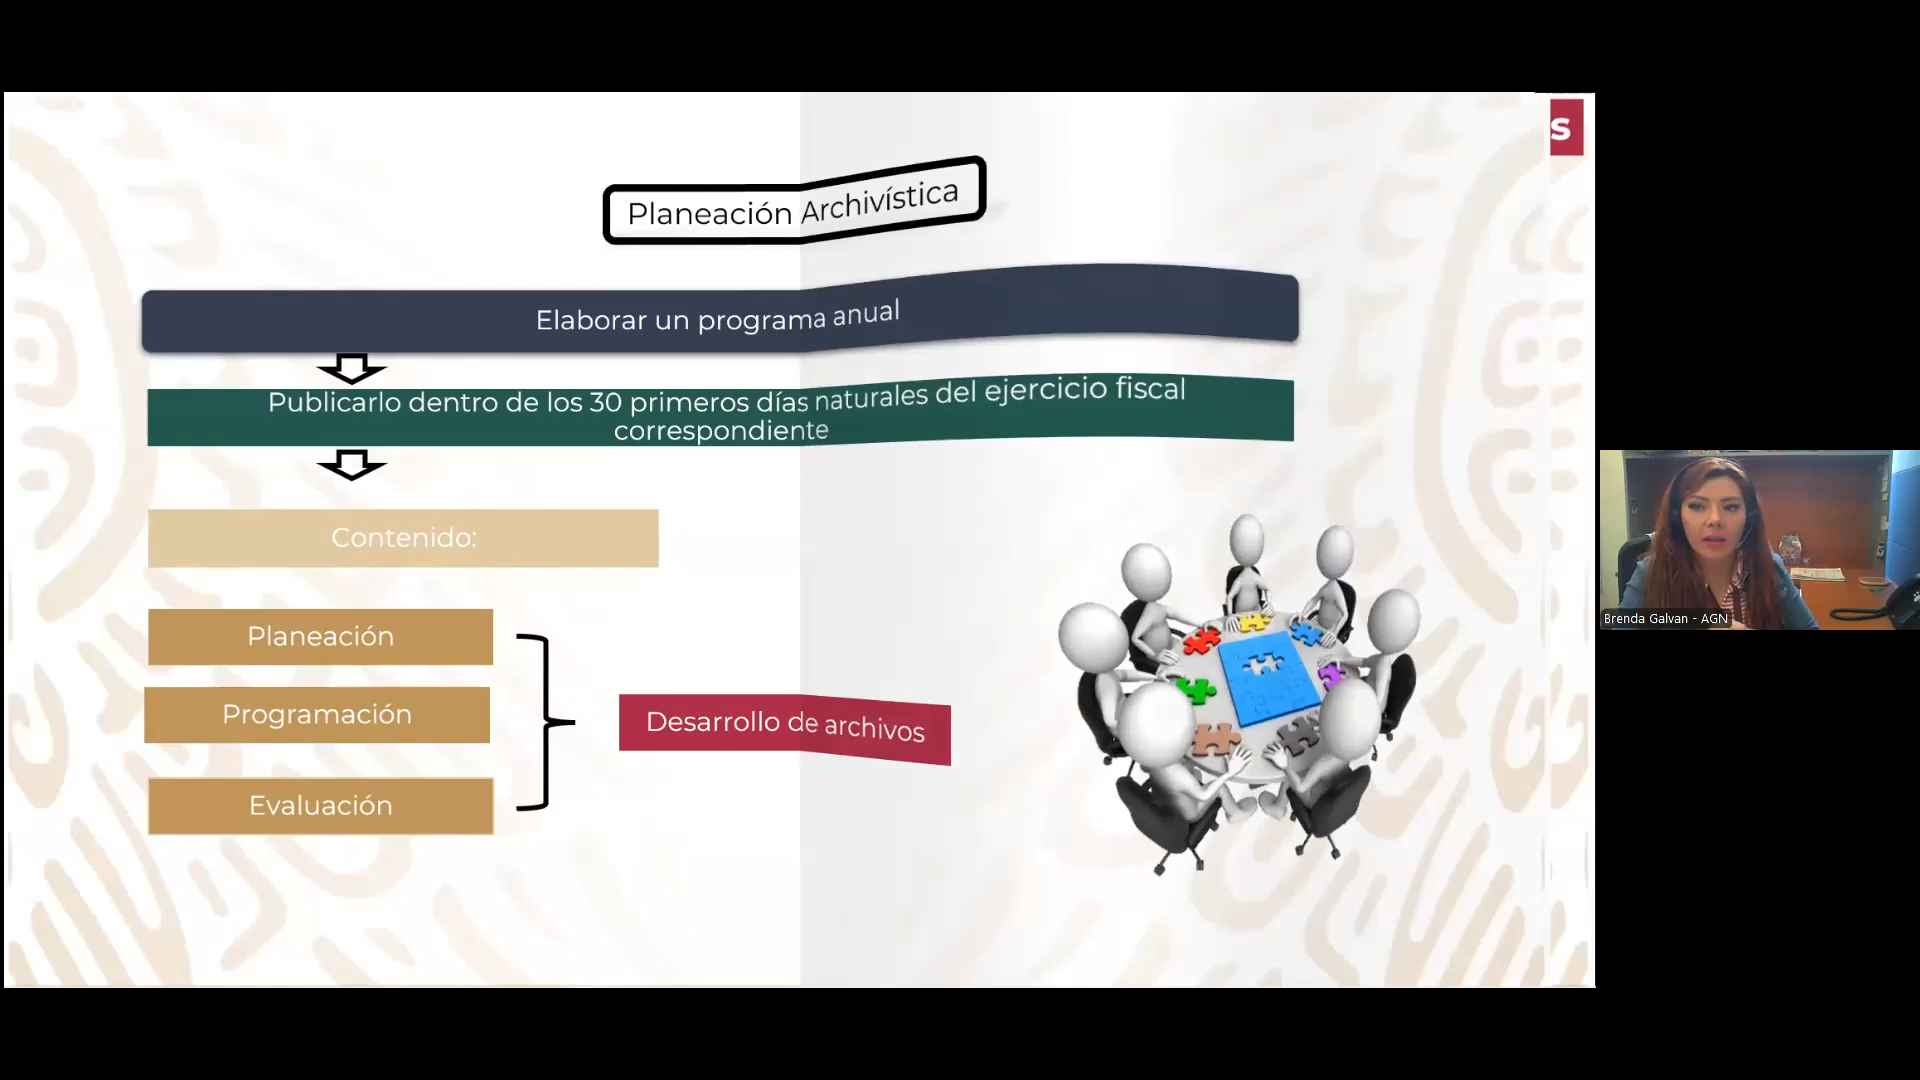 S
Planeación Archivística
Elaborar un programa anual
Publicarlo dentro de los 30 primeros días naturales del ejercicio fiscal
correspondiente
Contenido:
Planeación
Programación
Desarrollo de archivos
Evaluación
Brenda Galvan - AGN